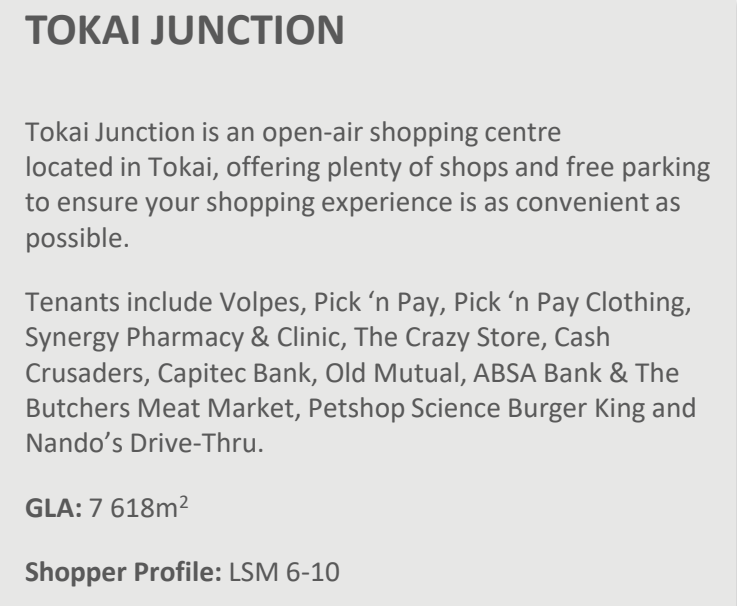 TOKAI JUNCTION
Tokai Junction is an open-air shopping centre
located in Tokai, offering plenty of shops and free parking
to ensure your shopping experience is as convenient as
possible.
Tenants include Volpes, Pick ‘n Pay, Pick ‘n Pay Clothing,
Synergy Pharmacy & Clinic, The Crazy Store, Cash
Crusaders, Capitec Bank, Old Mutual, ABSA Bank & The
Butchers Meat Market, Petshop Science Burger King and
Nando’s Drive-Thru.
GLA: 7 618m²
Shopper Profile: LSM 6-10